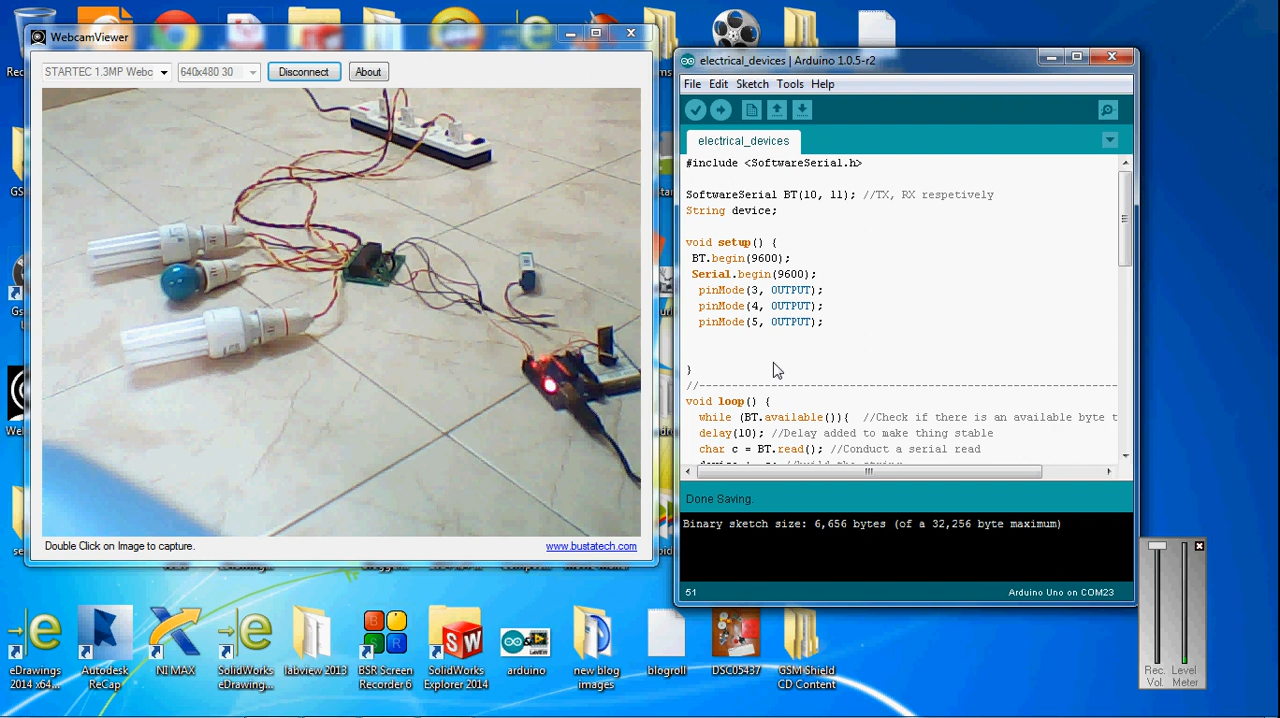 WebcamViewer
STARTEC 1.3MP Webc
640x480 30
Disconnect
About
Double Click on Image to capture.
www.bustatech.com
electrical_devices | Arduino 1.0.5-r2
File Edit Sketch Tools Help
electrical_devices
#include <SoftwareSerial.h>
SoftwareSerial BT(10, 11); //TX, RX respetively
String device;
void setup() {
BT.begin(9600);
Serial.begin(9600);
pinMode(3, OUTPUT);
pinMode(4, OUTPUT);
pinMode(5, OUTPUT);
}
//-----------------------------------------------------------------
void loop() {
while (BT.available()){ //Check if there is an available byte t
delay(10); //Delay added to make thing stable
char c = BT.read(); //Conduct a serial read
Done Saving.
Binary sketch size: 6,656 bytes (of a 32,256 byte maximum)
51
Arduino Uno on COM23
eDrawings 2014 x64...
Autodesk ReCap
NI MAX
SolidWorks eDrawing...
labview 2013
BSR Screen Recorder 6
SolidWorks Explorer 2014
arduino
new blog images
blogroll
DSC05437
GSM Shield CD Content
Rec. Vol.
Level Meter